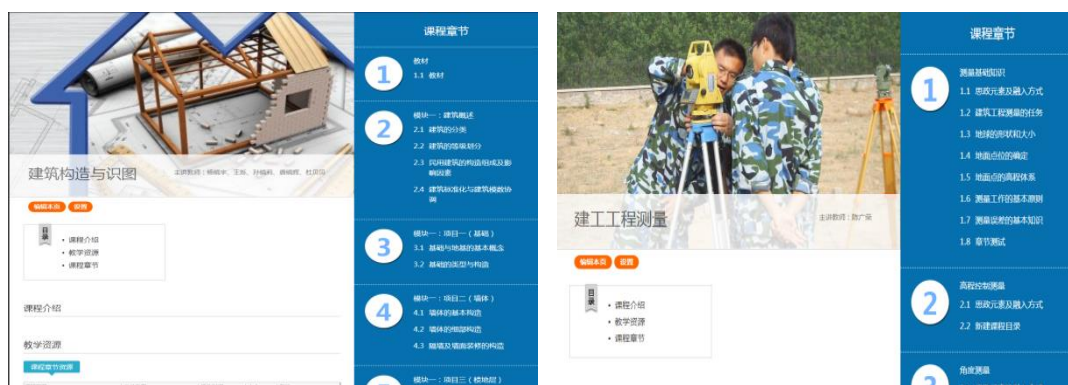 建筑构造与识图
编辑本页 设置
目录
• 课程介绍
• 教学资源
• 课程章节
课程介绍
教学资源
课程章节资源
课程章节
1
教材
1.1 教材
2
模块一：建筑概述
2.1 建筑的分类
2.2 建筑的等级划分
2.3 民用建筑的构造组成及影
响因素
2.4 建筑标准化与建筑模数协
调
3
模块一：项目一（基础）
3.1 基础与地基的基本概念
3.2 基础的类型与构造
4
模块一：项目二（墙体）
4.1 墙体的基本构造
4.2 墙体的细部构造
4.3 隔墙及墙面装修的构造
模块一：项目三（楼地层）
建工工程测量
主讲教师：陈广荣
编辑本页 设置
目录
• 课程介绍
• 教学资源
• 课程章节
课程章节
1
测量基础知识
1.1 思政元素及融入方式
1.2 建筑工程测量的任务
1.3 地球的形状和大小
1.4 地面点位的确定
1.5 地面点的高程体系
1.6 测量工作的基本原则
1.7 测量误差的基本知识
1.8 章节测试
2
高程控制测量
2.1 思政元素及融入方式
2.2 新建课程目录
角度测量